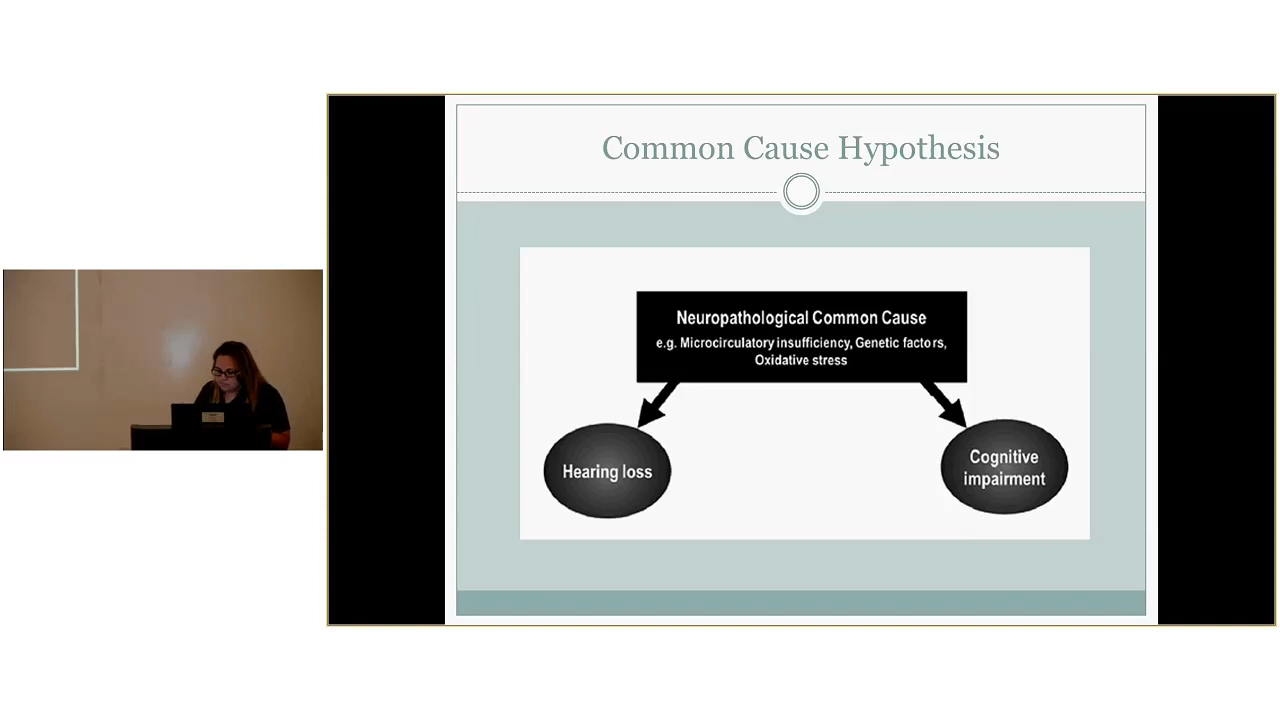 Common Cause Hypothesis
Neuropathological Common Cause
e.g. Microcirculatory insufficiency, Genetic factors,
Oxidative stress
Hearing loss
Cognitive
impairment